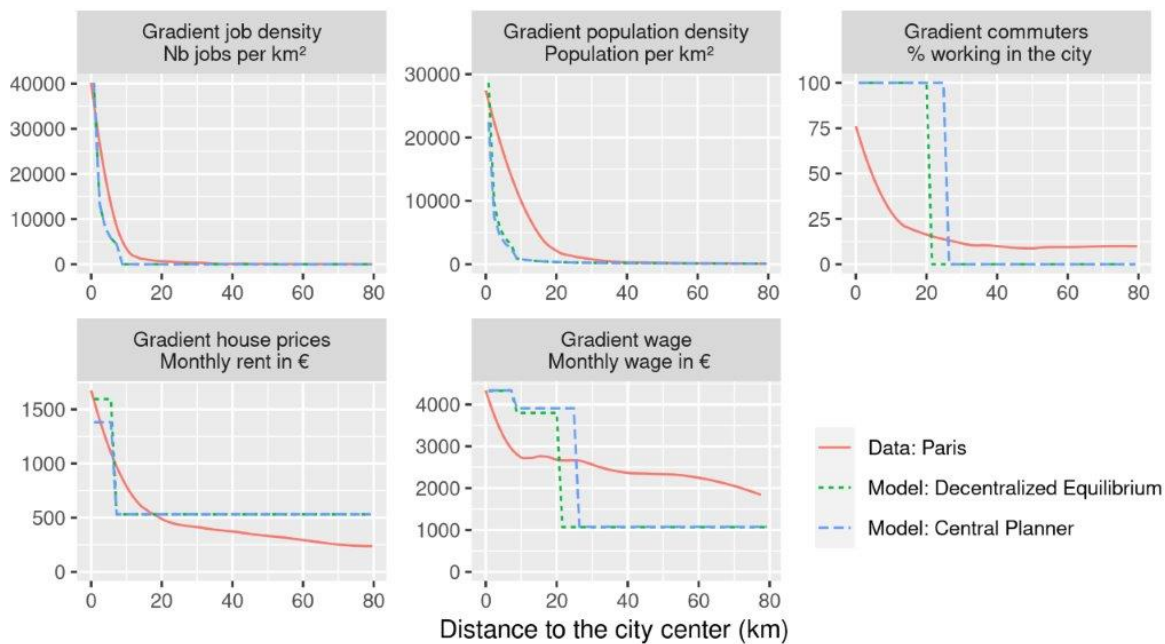 Gradient job density
Nb jobs per km²
Gradient population density
Population per km²
Gradient commuters
% working in the city
40000
30000
20000
10000
0
0 20 40 60 80
30000
20000
10000
0
0 20 40 60 80
100
75
50
25
0
0 20 40 60 80
Gradient house prices
Monthly rent in €
Gradient wage
Monthly wage in €
1500
1000
500
0
0 20 40 60 80
4000
3000
2000
1000
0
0 20 40 60 80
Data: Paris
Model: Decentralized Equilibrium
Model: Central Planner
Distance to the city center (km)